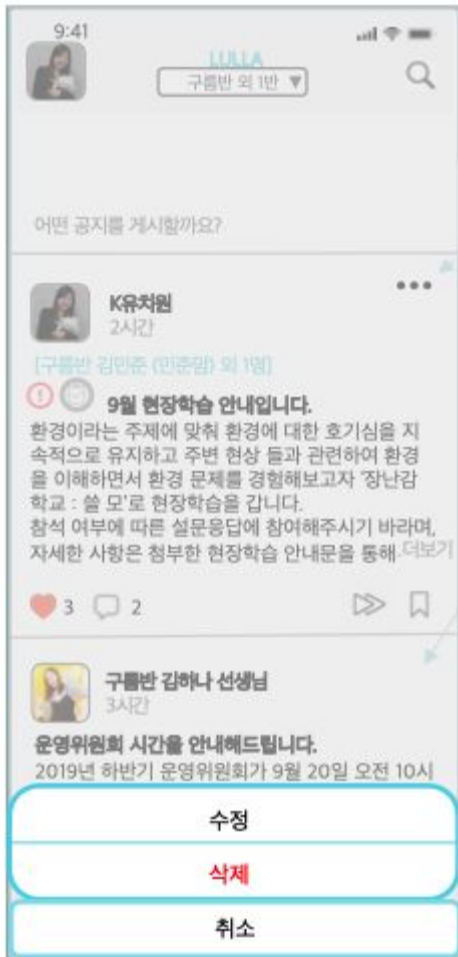 9:41
LULLA
구름반 외 1반 ▼
어떤 공지를 게시할까요?
K유치원
2시간
[구름반 김민준 (민준맘) 외 1명]
9월 현장학습 안내입니다.
환경이라는 주제에 맞춰 환경에 대한 호기심을 지
속적으로 유지하고 주변 현상 들과 관련하여 환경
을 이해하면서 환경 문제를 경험해보고자 '장난감
학교 : 쓸 모'로 현장학습을 갑니다.
참석 여부에 따른 설문응답에 참여해주시기 바라며,
자세한 사항은 첨부한 현장학습 안내문을 통해 더보기
3 2
구름반 김하나 선생님
3시간
운영위원회 시간을 안내해드립니다.
2019년 하반기 운영위원회가 9월 20일 오전 10시
수정
삭제
취소